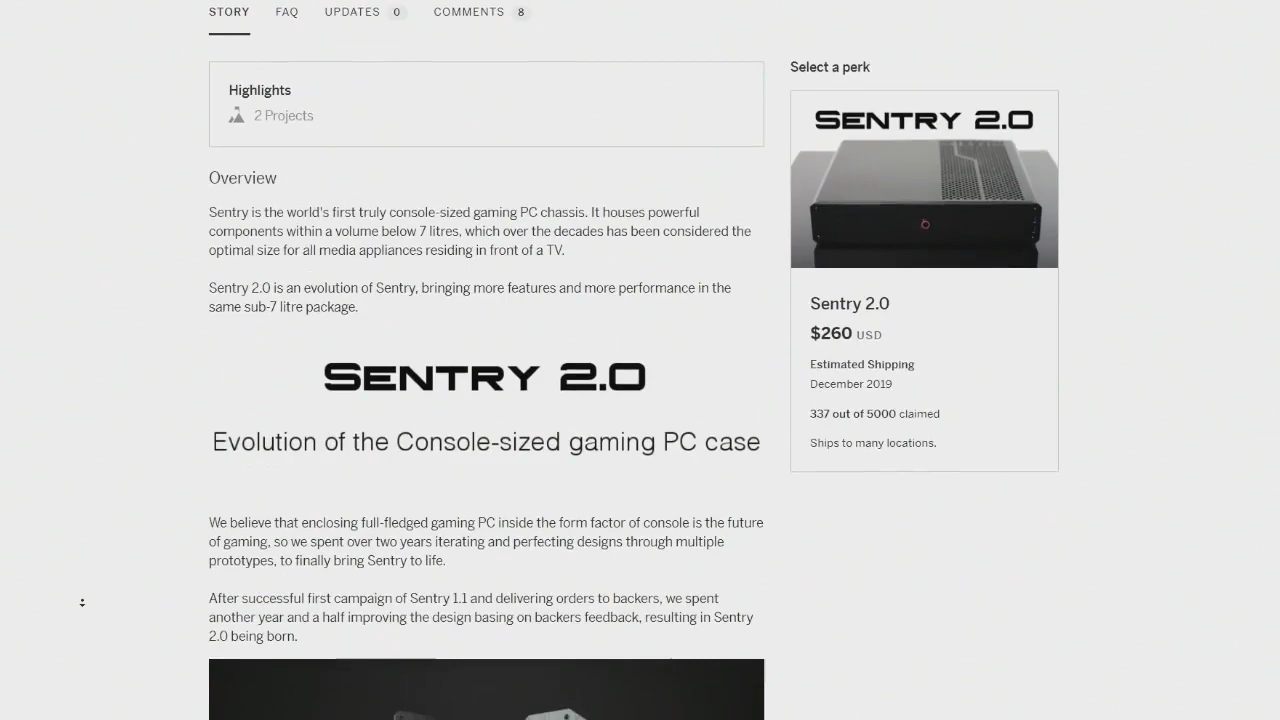 STORY FAQ UPDATES 0 COMMENTS 8
Highlights
2 Projects
Overview
Sentry is the world's first truly console-sized gaming PC chassis. It houses powerful
components within a volume below 7 litres, which over the decades has been considered the
optimal size for all media appliances residing in front of a TV.
Sentry 2.0 is an evolution of Sentry, bringing more features and more performance in the
same sub-7 litre package.
SENTRY 2.0
Evolution of the Console-sized gaming PC case
We believe that enclosing full-fledged gaming PC inside the form factor of console is the future
of gaming, so we spent over two years iterating and perfecting designs through multiple
prototypes, to finally bring Sentry to life.
After successful first campaign of Sentry 1.1 and delivering orders to backers, we spent
another year and a half improving the design basing on backers feedback, resulting in Sentry
2.0 being born.
Select a perk
SENTRY 2.0
Sentry 2.0
$260 USD
Estimated Shipping
December 2019
337 out of 5000 claimed
Ships to many locations.